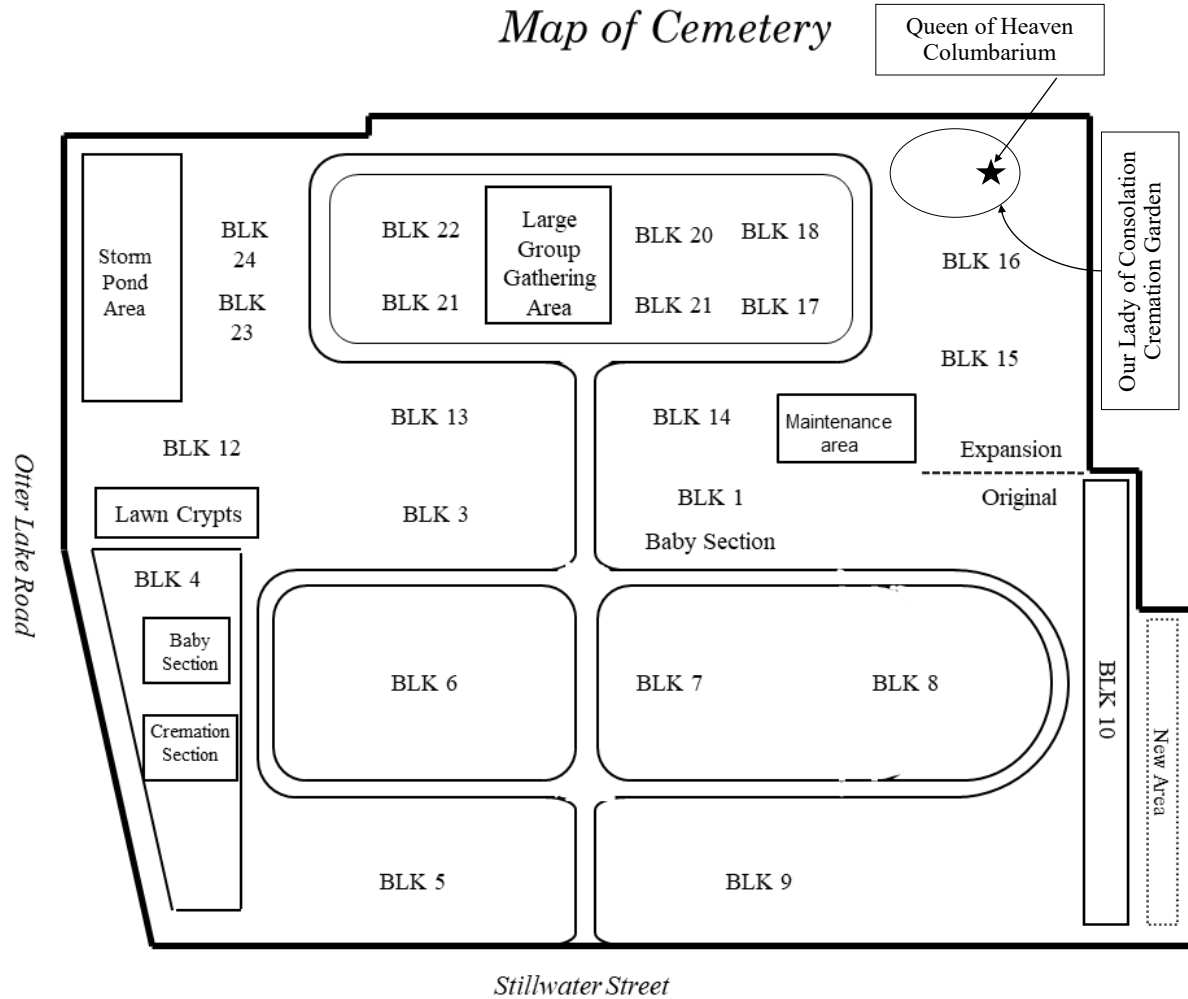 Map of Cemetery
Queen of Heaven
Columbarium
Our Lady of Consolation
Cremation Garden
Storm
Pond
Area
BLK
24
BLK
23
BLK 22
BLK 21
Large
Group
Gathering
Area
BLK 20
BLK 18
BLK 21
BLK 17
BLK 16
BLK 15
BLK 13
BLK 14
Maintenance
area
Expansion
Original
BLK 12
Lawn Crypts
BLK 3
BLK 1
Baby Section
Otter Lake Road
BLK 4
Baby
Section
Cremation
Section
BLK 6
BLK 7
BLK 8
BLK 10
New Area
BLK 5
BLK 9
Stillwater Street